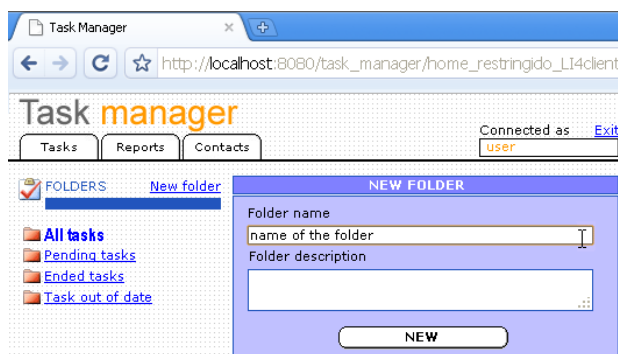 Task Manager
http://localhost:8080/task_manager/home_restringido_LI4client
Task manager
Connected as Exit
user
Tasks Reports Contacts
FOLDERS New folder
All tasks
Pending tasks
Ended tasks
Task out of date
NEW FOLDER
Folder name
name of the folder
Folder description
NEW